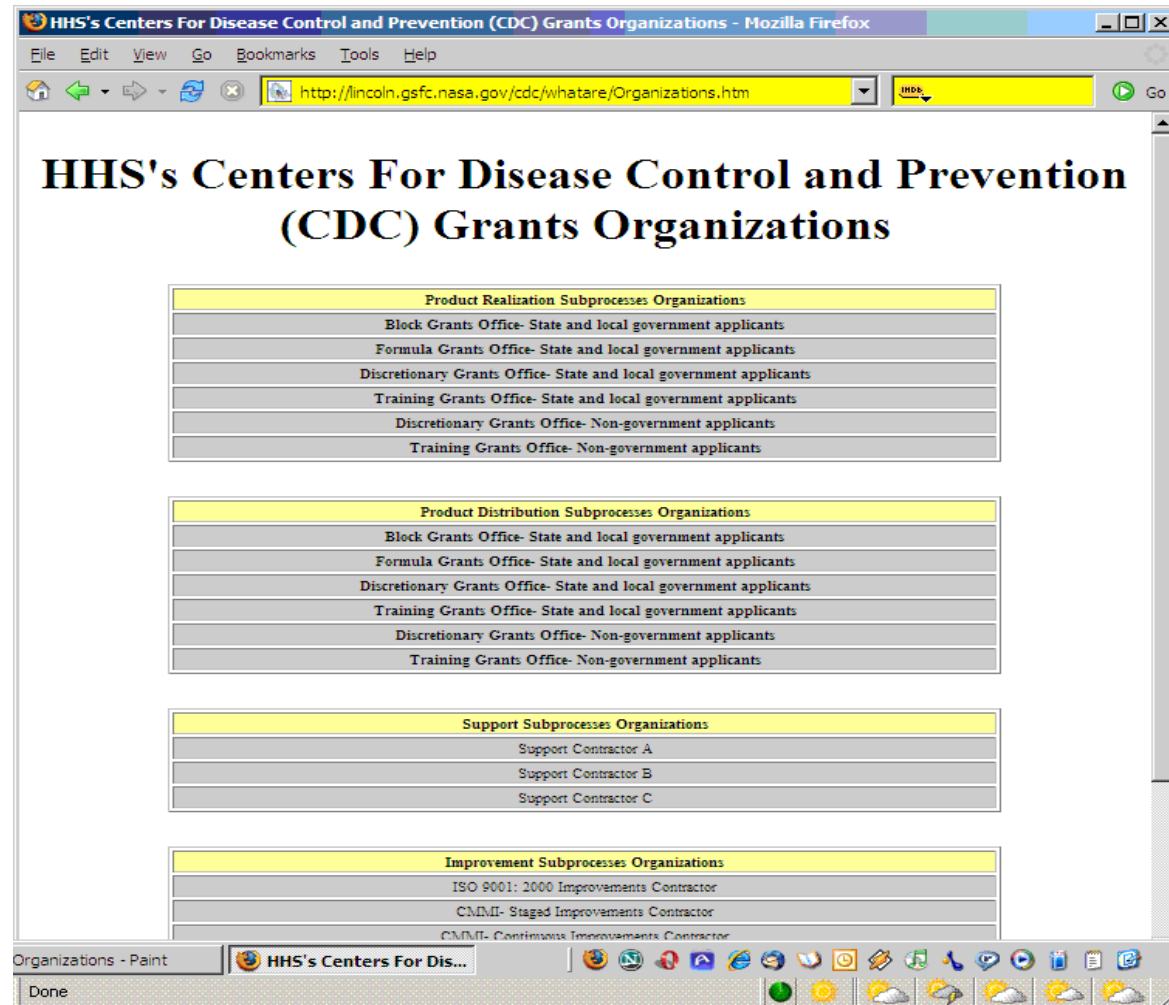 HHS's Centers For Disease Control and Prevention (CDC) Grants Organizations - Mozilla Firefox
File Edit View Go Bookmarks Tools Help
http://lincoln.gsfc.nasa.gov/cdc/whatare/Organizations.htm IMDb Go
HHS's Centers For Disease Control and Prevention
(CDC) Grants Organizations
Product Realization Subprocesses Organizations
Block Grants Office- State and local government applicants
Formula Grants Office- State and local government applicants
Discretionary Grants Office- State and local government applicants
Training Grants Office- State and local government applicants
Discretionary Grants Office- Non-government applicants
Training Grants Office- Non-government applicants
Product Distribution Subprocesses Organizations
Block Grants Office- State and local government applicants
Formula Grants Office- State and local government applicants
Discretionary Grants Office- State and local government applicants
Training Grants Office- State and local government applicants
Discretionary Grants Office- Non-government applicants
Training Grants Office- Non-government applicants
Support Subprocesses Organizations
Support Contractor A
Support Contractor B
Support Contractor C
Improvement Subprocesses Organizations
ISO 9001: 2000 Improvements Contractor
CMMI- Staged Improvements Contractor
CMMI- Continuous Improvements Contractor
Organizations - Paint HHS's Centers For Dis...
Done